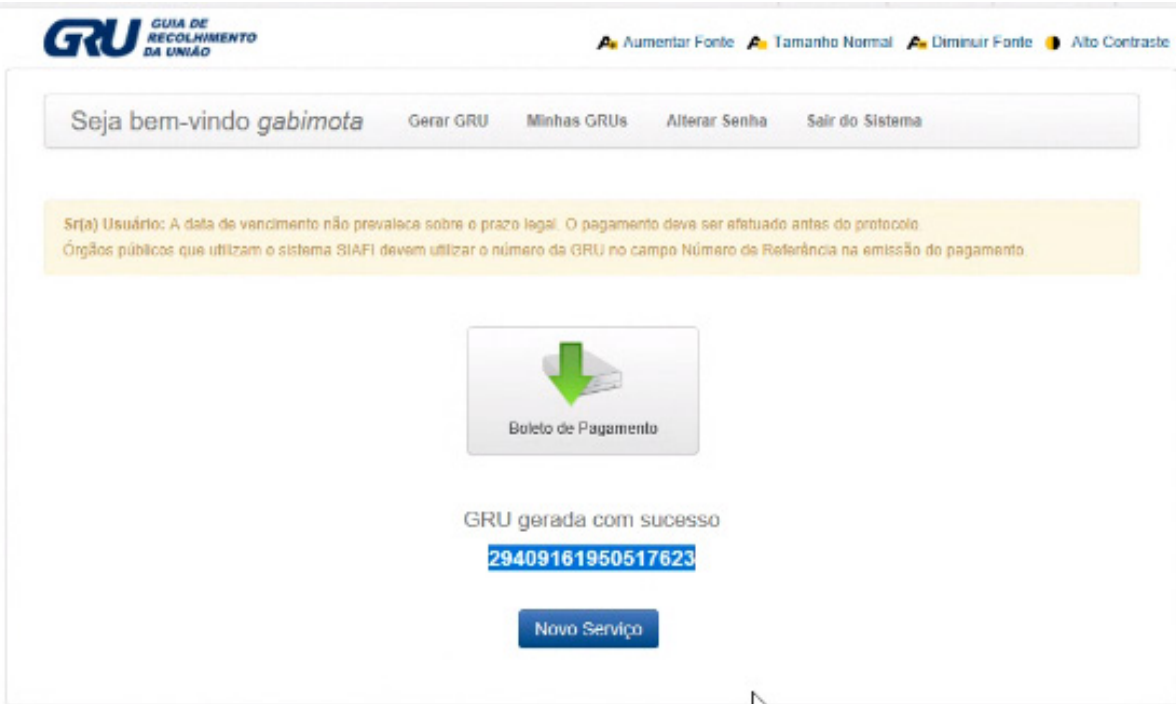 GRU GUIA DE
RECOLHIMENTO
DA UNIÃO
Aumentar Fonte Tamanho Normal Diminuir Fonte Alto Contraste
Seja bem-vindo gabimota Gerar GRU Minhas GRUs Alterar Senha Sair do Sistema
Sr(a) Usuário: A data de vencimento não prevalece sobre o prazo legal. O pagamento deve ser efetuado antes do protocolo.
Órgãos públicos que utilizam o sistema SIAFI devem utilizar o número da GRU no campo Número de Referência na emissão do pagamento.
Boleto de Pagamento
GRU gerada com sucesso
29409161950517623
Novo Serviço